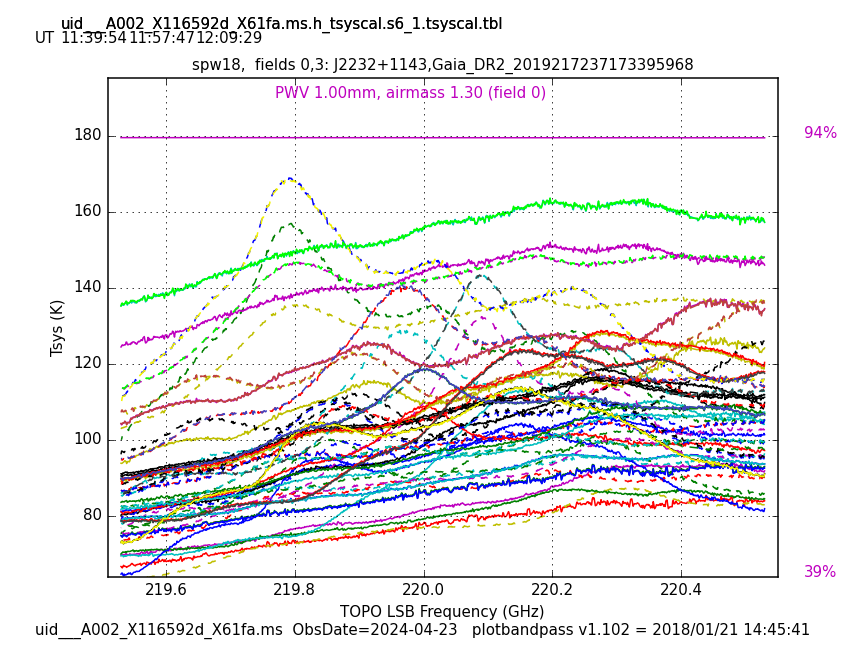 uid___A002_X116592d_X61fa.ms.h_tsyscal.s6_1.tsyscal.tbl
UT 11:39:54 11:57:47 12:09:29
spw18,  fields 0,3: J2232+1143,Gaia_DR2_2019217237173395968
PWV 1.00mm, airmass 1.30 (field 0)
94%
180
160
140
120
100
80
Tsys (K)
39%
219.6 219.8 220.0 220.2 220.4
TOPO LSB Frequency (GHz)
uid___A002_X116592d_X61fa.ms  ObsDate=2024-04-23   plotbandpass v1.102 = 2018/01/21 14:45:41